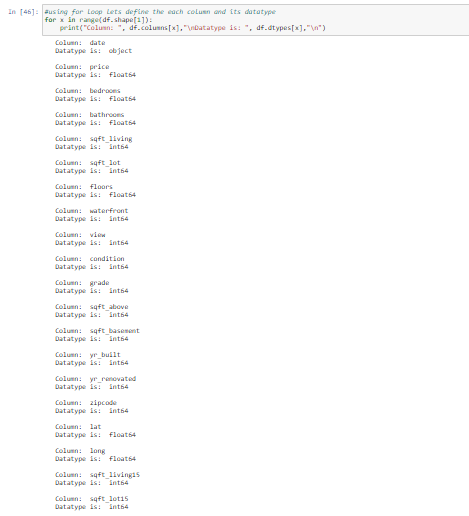 In [46]: #using for loop lets define the each column and its datatype
for x in range(df.shape[1]):
print("Column: ", df.columns[x],"\nDatatype is: ", df.dtypes[x],"\n")
Column: date
Datatype is: object
Column: price
Datatype is: float64
Column: bedrooms
Datatype is: float64
Column: bathrooms
Datatype is: float64
Column: sqft_living
Datatype is: int64
Column: sqft_lot
Datatype is: int64
Column: floors
Datatype is: float64
Column: waterfront
Datatype is: int64
Column: view
Datatype is: int64
Column: condition
Datatype is: int64
Column: grade
Datatype is: int64
Column: sqft_above
Datatype is: int64
Column: sqft_basement
Datatype is: int64
Column: yr_built
Datatype is: int64
Column: yr_renovated
Datatype is: int64
Column: zipcode
Datatype is: int64
Column: lat
Datatype is: float64
Column: long
Datatype is: float64
Column: sqft_living15
Datatype is: int64
Column: sqft_lot15
Datatype is: int64